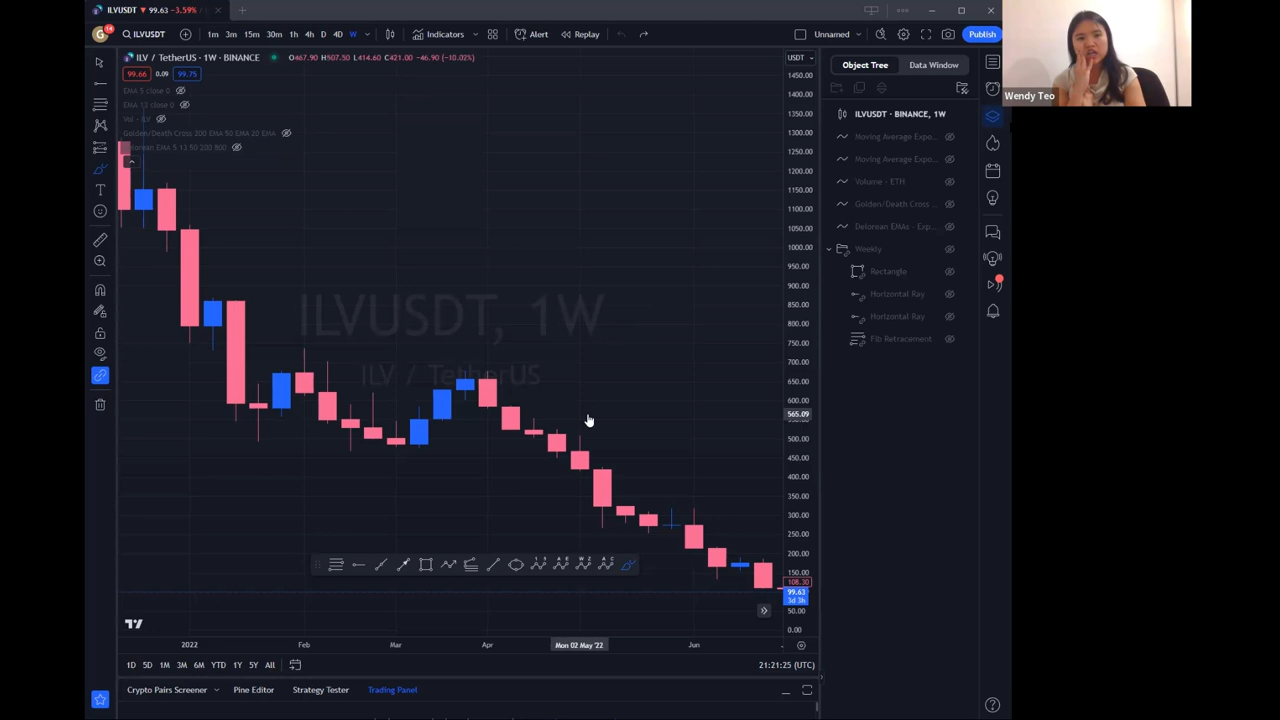 ILVUSDT ▼ 99.63 −3.59%
G 14 ILVUSDT 1m 3m 15m 30m 1h 4h D 2D 4D W Indicators Alert Replay Unnamed Publish
ILV / TetherUS · 1W · BINANCE O467.90 H507.50 L414.60 C421.00 −46.90 (−10.02%)
99.66 0.09 99.75
EMA 5 close 0
EMA 13 close 0
Vol · ILV
Golden/Death Cross 200 EMA 50 EMA 20 EMA
Delorean EMA 5 13 50 200 800
USDT
1450.00
1400.00
1350.00
1300.00
1250.00
1200.00
1150.00
1100.00
1050.00
1000.00
950.00
900.00
850.00
800.00
750.00
700.00
650.00
600.00
565.09
500.00
450.00
400.00
350.00
300.00
250.00
200.00
150.00
108.30
99.63
3d 3h
50.00
0.00
ILVUSDT, 1W
ILV / TetherUS
1 5 A E W Z A C
2022 Feb Mar Apr Mon 02 May '22 Jun
1D 5D 1M 3M 6M YTD 1Y 5Y All 21:21:25 (UTC)
Crypto Pairs Screener Pine Editor Strategy Tester Trading Panel
Object Tree Data Window
ILVUSDT · BINANCE, 1W
Moving Average Expo...
Moving Average Expo...
Volume - ETH
Golden/Death Cross ...
Delorean EMAs - Exp...
Weekly
Rectangle
Horizontal Ray
Horizontal Ray
Fib Retracement
Wendy Teo